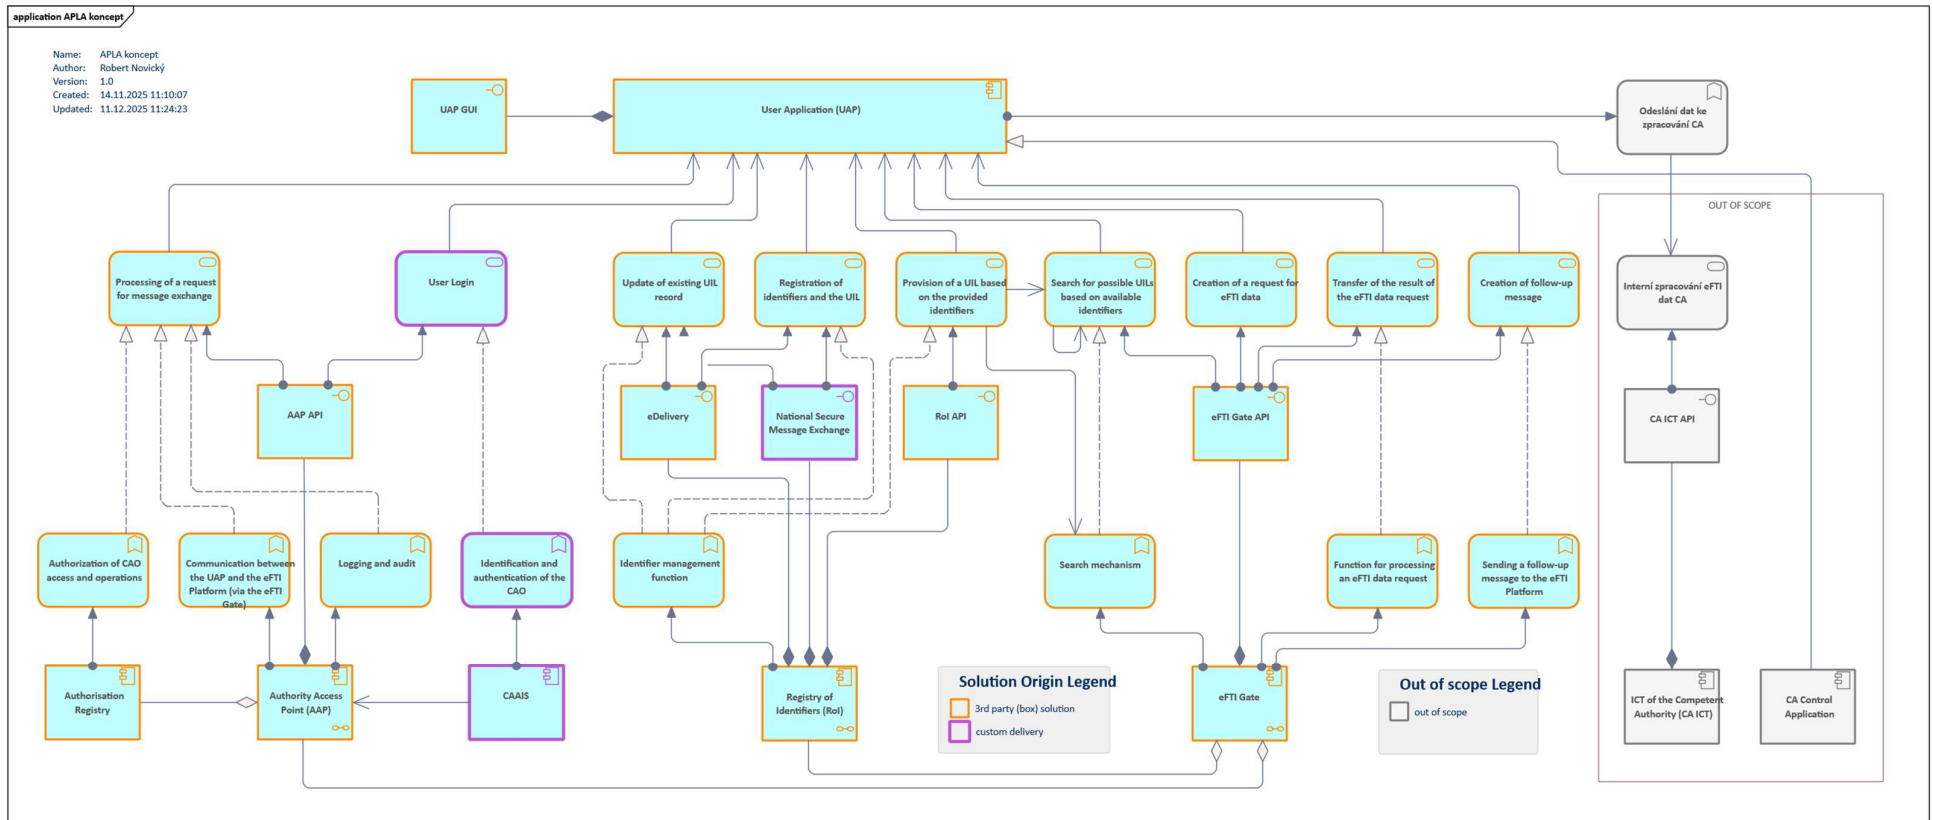 application APLA koncept
Name: APLA koncept
Author: Robert Novický
Version: 1.0
Created: 14.11.2025 11:10:07
Updated: 11.12.2025 11:24:23
UAP GUI
User Application (UAP)
Odeslání dat ke
zpracování CA
OUT OF SCOPE
Processing of a request
for message exchange
User Login
Update of existing UIL
record
Registration of
identifiers and the UIL
Provision of a UIL based
on the provided
identifiers
Search for possible UILs
based on available
identifiers
Creation of a request for
eFTI data
Transfer of the result of
the eFTI data request
Creation of follow-up
message
Interní zpracování eFTI
dat CA
AAP API
eDelivery
National Secure
Message Exchange
RoI API
eFTI Gate API
CA ICT API
Authorization of CAO
access and operations
Communication between
the UAP and the eFTI
Platform (via the eFTI
Gate)
Logging and audit
Identification and
authentication of the
CAO
Identifier management
function
Search mechanism
Function for processing
an eFTI data request
Sending a follow-up
message to the eFTI
Platform
Authorisation
Registry
Authority Access
Point (AAP)
CAAIS
Registry of
Identifiers (RoI)
Solution Origin Legend
3rd party (box) solution
custom delivery
eFTI Gate
Out of scope Legend
out of scope
ICT of the Competent
Authority (CA ICT)
CA Control
Application